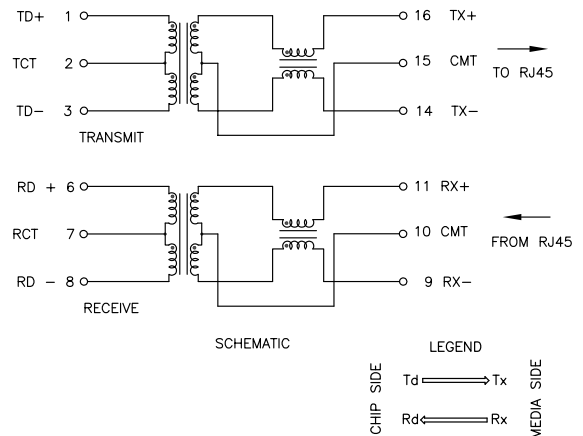 TD+ 1 16 TX+
TCT 2 15 CMT
TO RJ45
TD- 3 14 TX-
TRANSMIT
RD + 6 11 RX+
RCT 7 10 CMT
FROM RJ45
RD - 8 9 RX-
RECEIVE
SCHEMATIC
LEGEND
CHIP SIDE
Td Tx
Rd Rx
MEDIA SIDE